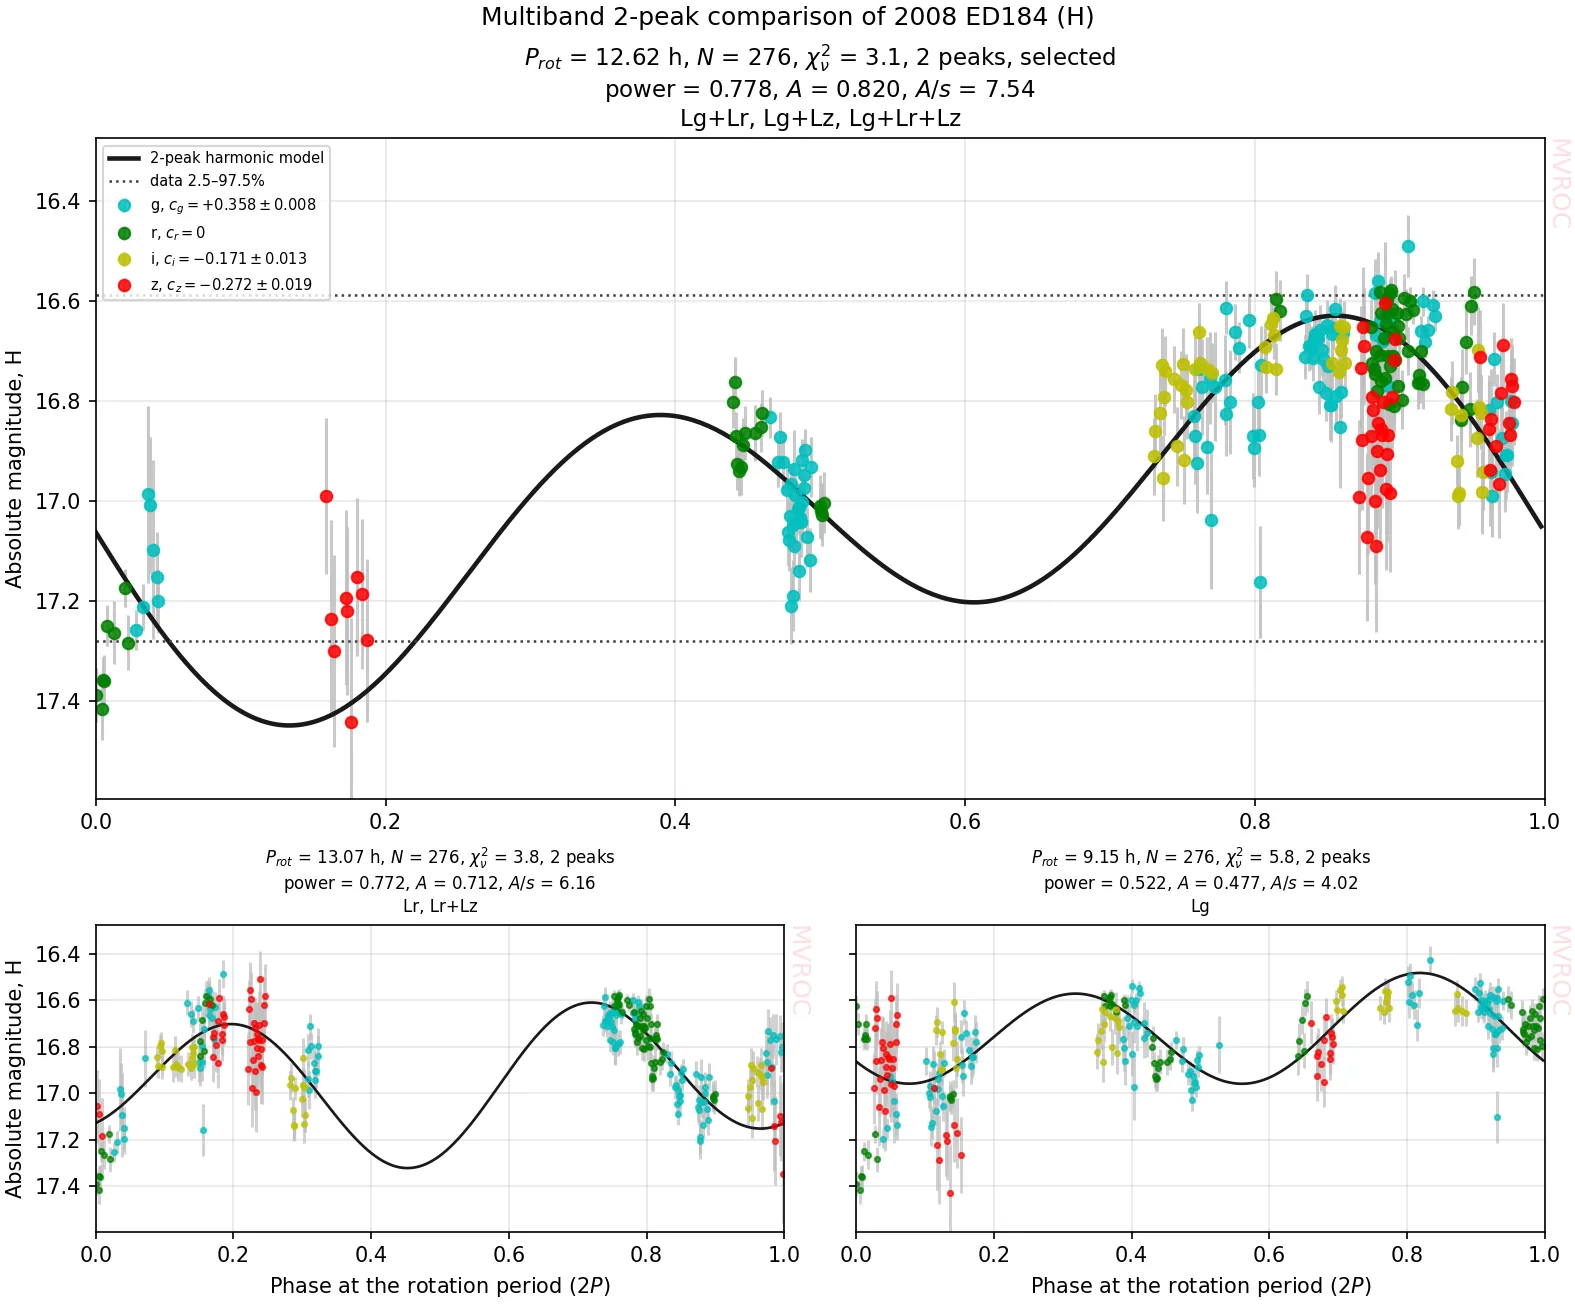 Multiband 2-peak comparison of 2008 ED184 (H)
P_rot = 12.62 h, N = 276, χ²_ν = 3.1, 2 peaks, selected
power = 0.778, A = 0.820, A/s = 7.54
Lg+Lr, Lg+Lz, Lg+Lr+Lz
2-peak harmonic model
data 2.5–97.5%
g, c_g = +0.358 ± 0.008
r, c_r = 0
i, c_i = −0.171 ± 0.013
z, c_z = −0.272 ± 0.019
MVROC
Absolute magnitude, H
16.4
16.6
16.8
17.0
17.2
17.4
0.0 0.2 0.4 0.6 0.8 1.0
P_rot = 13.07 h, N = 276, χ²_ν = 3.8, 2 peaks
power = 0.772, A = 0.712, A/s = 6.16
Lr, Lr+Lz
MVROC
Absolute magnitude, H
16.4
16.6
16.8
17.0
17.2
17.4
0.0 0.2 0.4 0.6 0.8 1.0
Phase at the rotation period (2P)
P_rot = 9.15 h, N = 276, χ²_ν = 5.8, 2 peaks
power = 0.522, A = 0.477, A/s = 4.02
Lg
MVROC
0.0 0.2 0.4 0.6 0.8 1.0
Phase at the rotation period (2P)